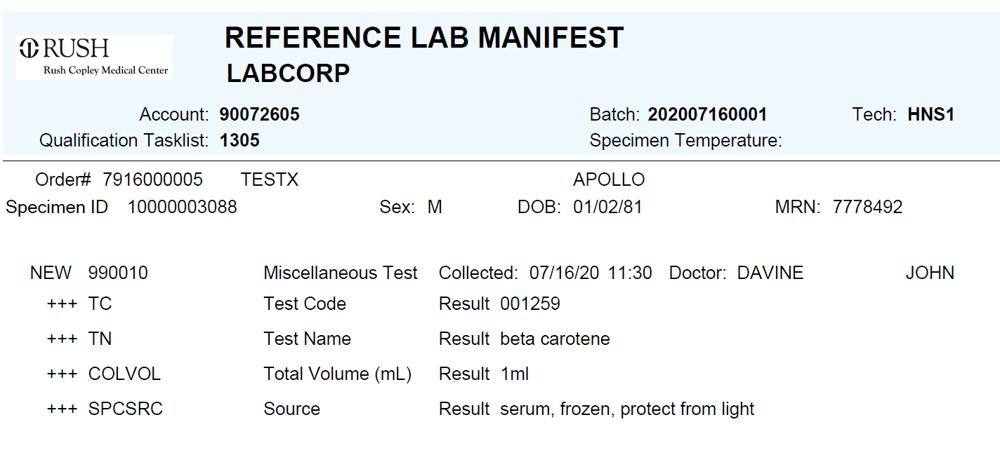 RUSH
Rush Copley Medical Center
REFERENCE LAB MANIFEST
LABCORP
Account: 90072605 Batch: 202007160001 Tech: HNS1
Qualification Tasklist: 1305 Specimen Temperature:
Order# 7916000005 TESTX APOLLO
Specimen ID 10000003088 Sex: M DOB: 01/02/81 MRN: 7778492
NEW 990010 Miscellaneous Test Collected: 07/16/20 11:30 Doctor: DAVINE JOHN
+++ TC Test Code Result 001259
+++ TN Test Name Result beta carotene
+++ COLVOL Total Volume (mL) Result 1ml
+++ SPCSRC Source Result serum, frozen, protect from light